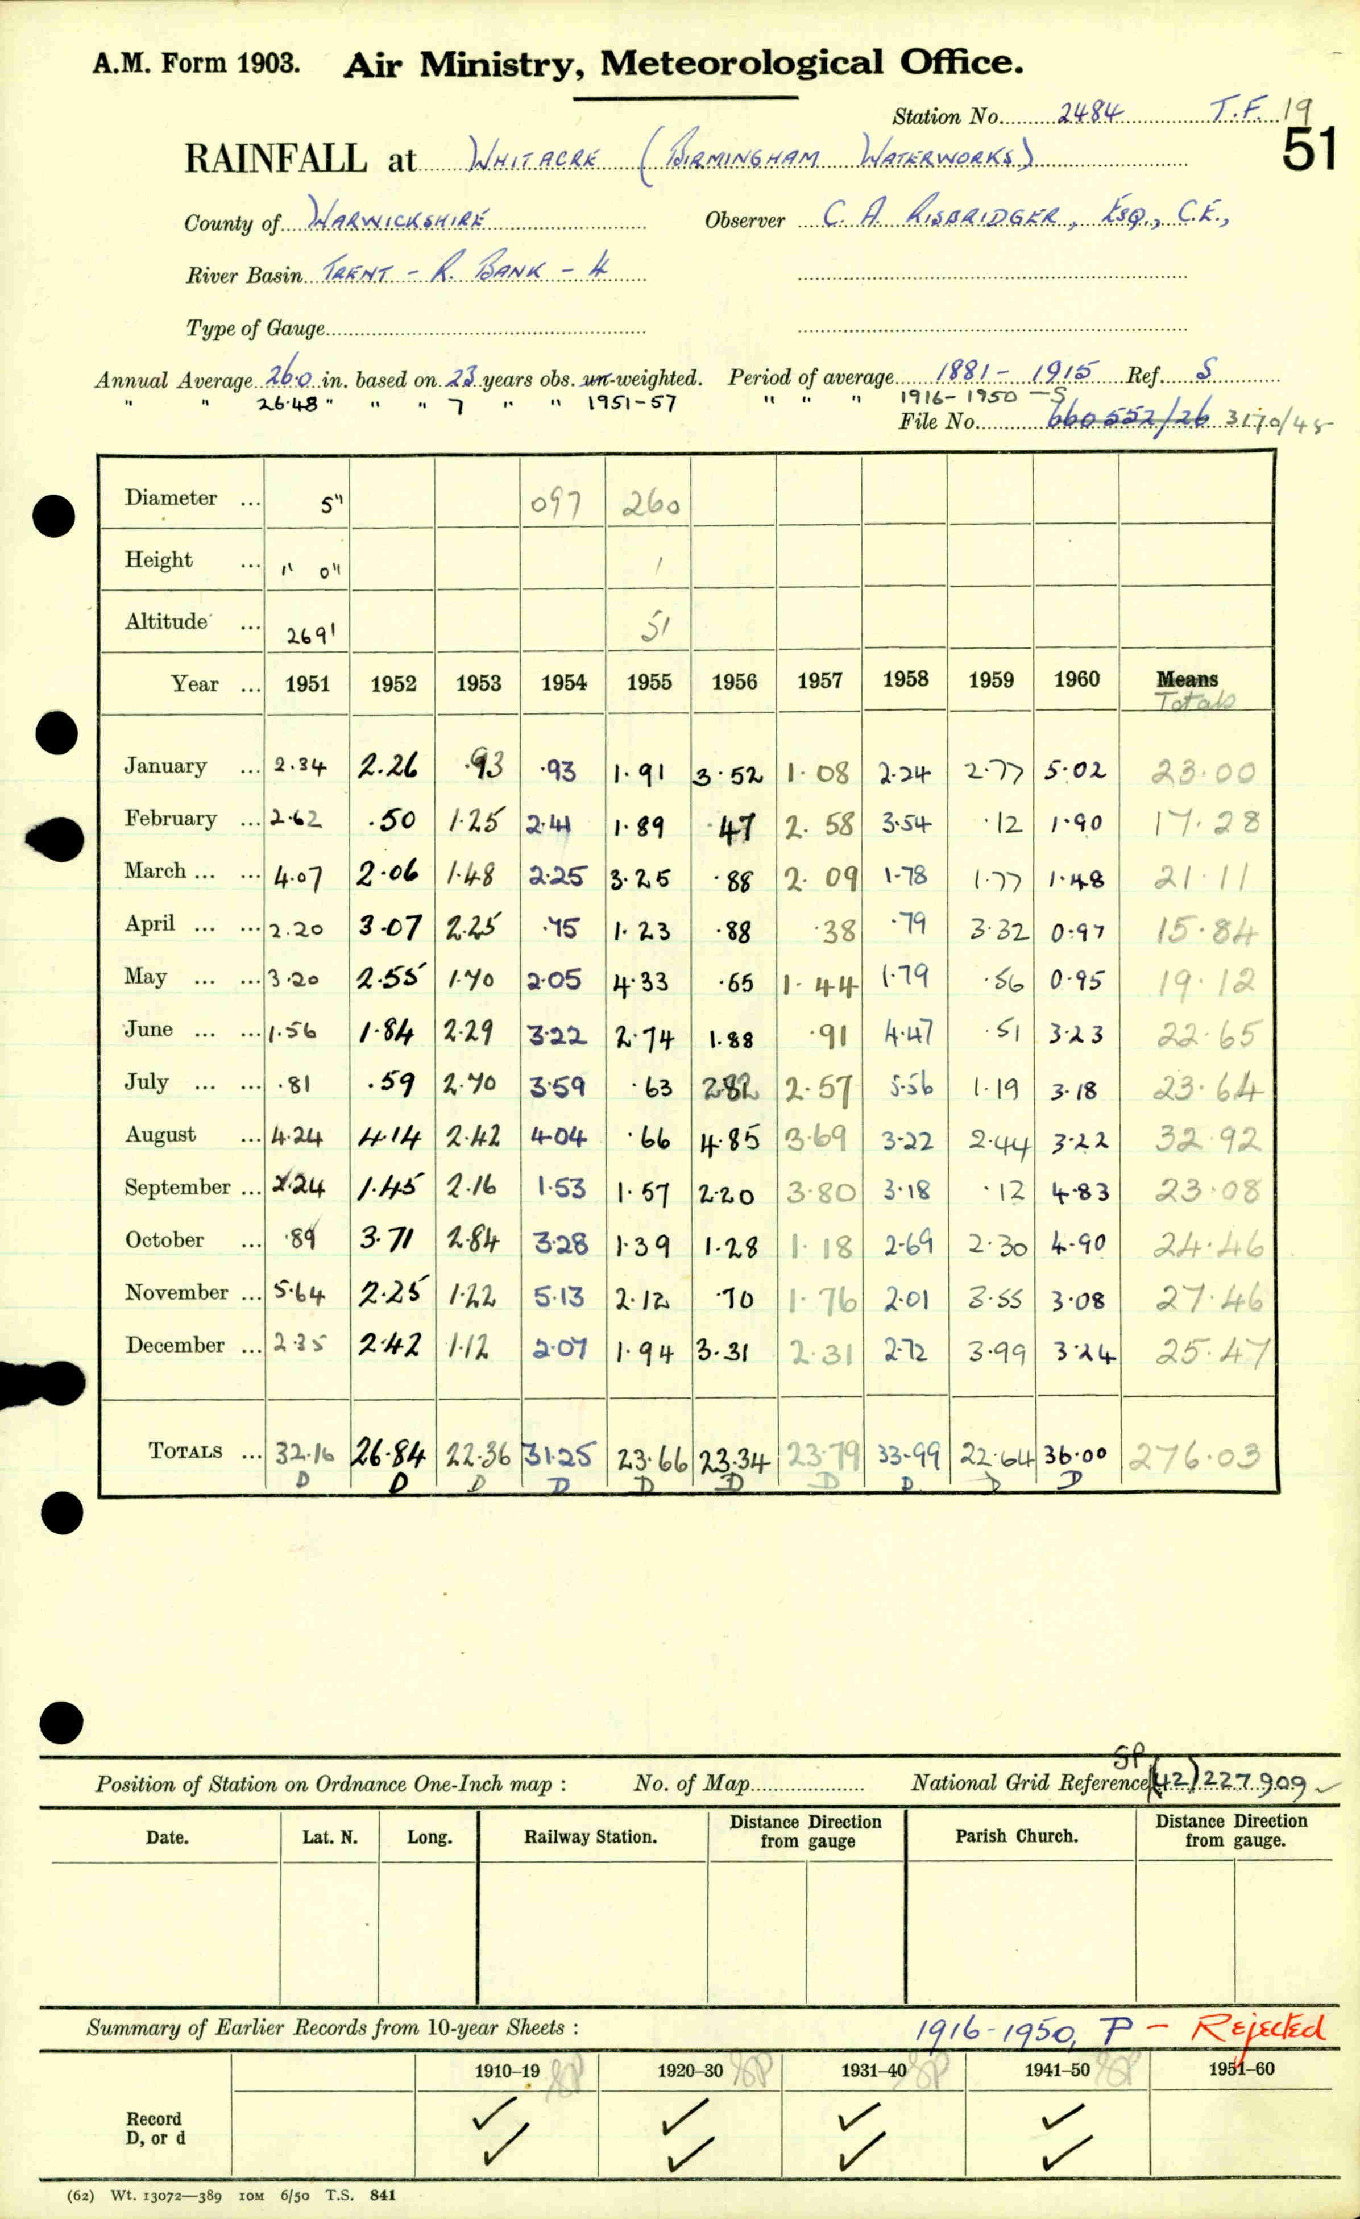 A.M. Form 1903. Air Ministry, Meteorological Office.
Station No. 2484 T.F. 19
51
RAINFALL at WHITACRE (BIRMINGHAM WATERWORKS)
County of WARWICKSHIRE Observer C. A. RISBRIDGER, ESQ., C.E.,
River Basin TRENT - R. BANK - 4
Type of Gauge
Annual Average 26.0 in. based on 23 years obs. un-weighted. Period of average 1881 - 1915 Ref. S
" " 26.48 " " " 7 " " 1951-57 " " " 1916-1950 - S
File No. 660552/26 3170/48
Diameter ... 5" 097 260
Height ... 1' 0" 1
Altitude ... 269' 51
Year ... 1951 1952 1953 1954 1955 1956 1957 1958 1959 1960 Means
Totals
January ... 2.34 2.26 .93 .93 1.91 3.52 1.08 2.24 2.77 5.02 23.00
February ... 2.62 .50 1.25 2.41 1.89 .47 2.58 3.54 .12 1.90 17.28
March ... ... 4.07 2.06 1.48 2.25 3.25 .88 2.09 1.78 1.77 1.48 21.11
April ... ... 2.20 3.07 2.25 .75 1.23 .88 .38 .79 3.32 0.97 15.84
May ... ... 3.20 2.55 1.70 2.05 4.33 .65 1.44 1.79 .56 0.95 19.12
June ... ... 1.56 1.84 2.29 3.22 2.74 1.88 .91 4.47 .51 3.23 22.65
July ... ... .81 .59 2.70 3.59 .63 2.82 2.57 5.56 1.19 3.18 23.64
August ... 4.24 4.14 2.42 4.04 .66 4.85 3.69 3.22 2.44 3.22 32.92
September ... 2.24 1.45 2.16 1.53 1.57 2.20 3.80 3.18 .12 4.83 23.08
October ... .89 3.71 2.84 3.28 1.39 1.28 1.18 2.69 2.30 4.90 24.46
November ... 5.64 2.25 1.22 5.13 2.12 .70 1.76 2.01 3.55 3.08 27.46
December ... 2.35 2.42 1.12 2.07 1.94 3.31 2.31 2.72 3.99 3.24 25.47
TOTALS ... 32.16 26.84 22.36 31.25 23.66 23.34 23.79 33.99 22.64 36.00 276.03
D D D D D D D D D D
SP
Position of Station on Ordnance One-Inch map : No. of Map National Grid Reference (42) 227909
Date. Lat. N. Long. Railway Station. Distance Direction from gauge Parish Church. Distance Direction from gauge.
Summary of Earlier Records from 10-year Sheets : 1916-1950, P - Rejected
1910–19 1920–30 1931–40 1941–50 1951–60
Record ✓ ✓ ✓ ✓
D, or d ✓ ✓ ✓ ✓
(62) Wt. 13072—389 10M 6/50 T.S. 841